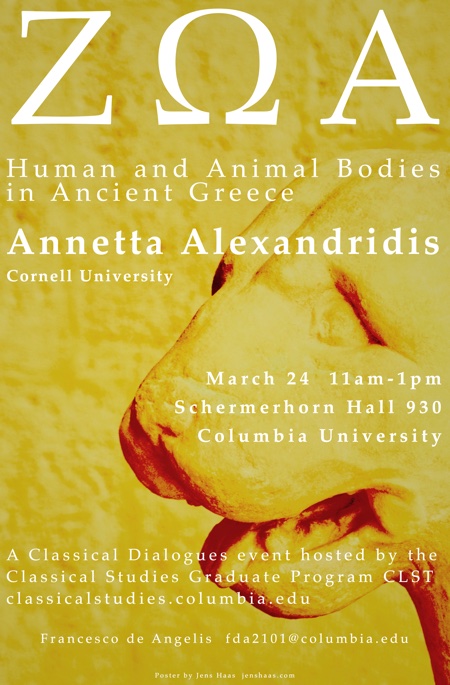 ΖΩΑ
Human and Animal Bodies
in Ancient Greece
Annetta Alexandridis
Cornell University
March 24 11am-1pm
Schermerhorn Hall 930
Columbia University
A Classical Dialogues event hosted by the
Classical Studies Graduate Program CLST
classicalstudies.columbia.edu
Francesco de Angelis fda2101@columbia.edu
Poster by Jens Haas jenshaas.com